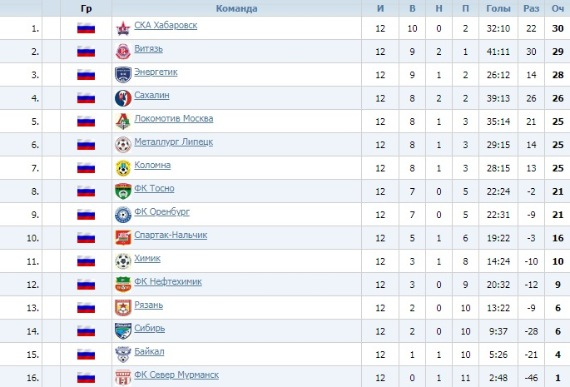 Гр Команда И В Н П Голы Раз Оч
1. СКА Хабаровск 12 10 0 2 32:10 22 30
2. Витязь 12 9 2 1 41:11 30 29
3. Энергетик 12 9 1 2 26:12 14 28
4. Сахалин 12 8 2 2 39:13 26 26
5. Локомотив Москва 12 8 1 3 35:14 21 25
6. Металлург Липецк 12 8 1 3 29:15 14 25
7. Коломна 12 8 1 3 28:15 13 25
8. ФК Тосно 12 7 0 5 22:24 -2 21
9. ФК Оренбург 12 7 0 5 22:31 -9 21
10. Спартак-Нальчик 12 5 1 6 19:22 -3 16
11. Химик 12 3 1 8 14:24 -10 10
12. ФК Нефтехимик 12 3 0 9 20:32 -12 9
13. Рязань 12 2 0 10 13:22 -9 6
14. Сибирь 12 2 0 10 9:37 -28 6
15. Байкал 12 1 1 10 5:26 -21 4
16. ФК Север Мурманск 12 0 1 11 2:48 -46 1